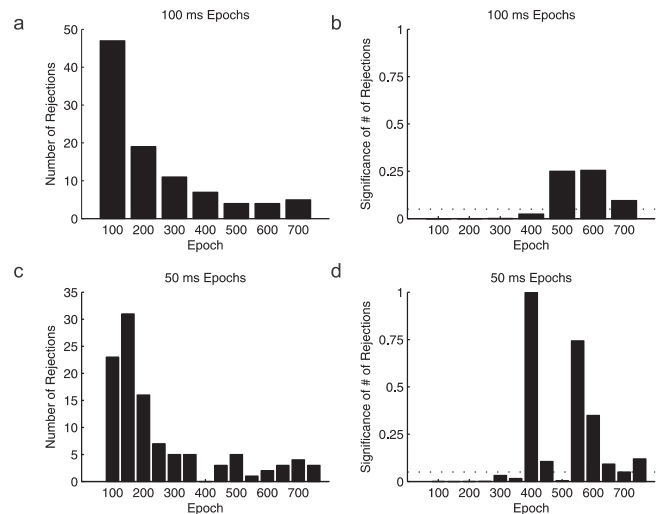 a
100 ms Epochs
50
40
30
20
10
0
Number of Rejections
100 200 300 400 500 600 700
Epoch
b
100 ms Epochs
1
0.75
0.5
0.25
0
Significance of # of Rejections
100 200 300 400 500 600 700
Epoch
c
50 ms Epochs
35
30
25
20
15
10
5
0
Number of Rejections
100 200 300 400 500 600 700
Epoch
d
50 ms Epochs
1
0.75
0.5
0.25
0
Significance of # of Rejections
100 200 300 400 500 600 700
Epoch